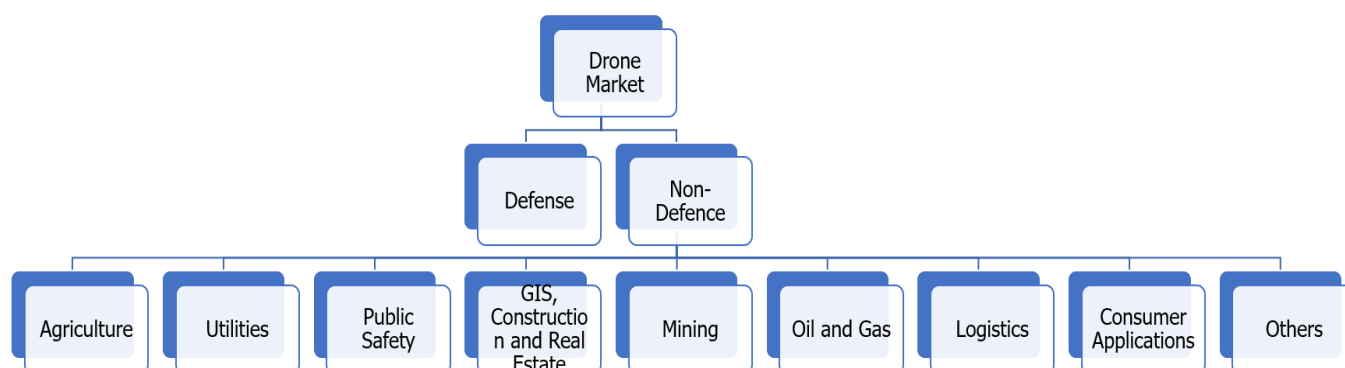 Drone
Market
Defense
Non-
Defence
Agriculture
Utilities
Public
Safety
GIS,
Constructio
n and Real
Estate
Mining
Oil and Gas
Logistics
Consumer
Applications
Others